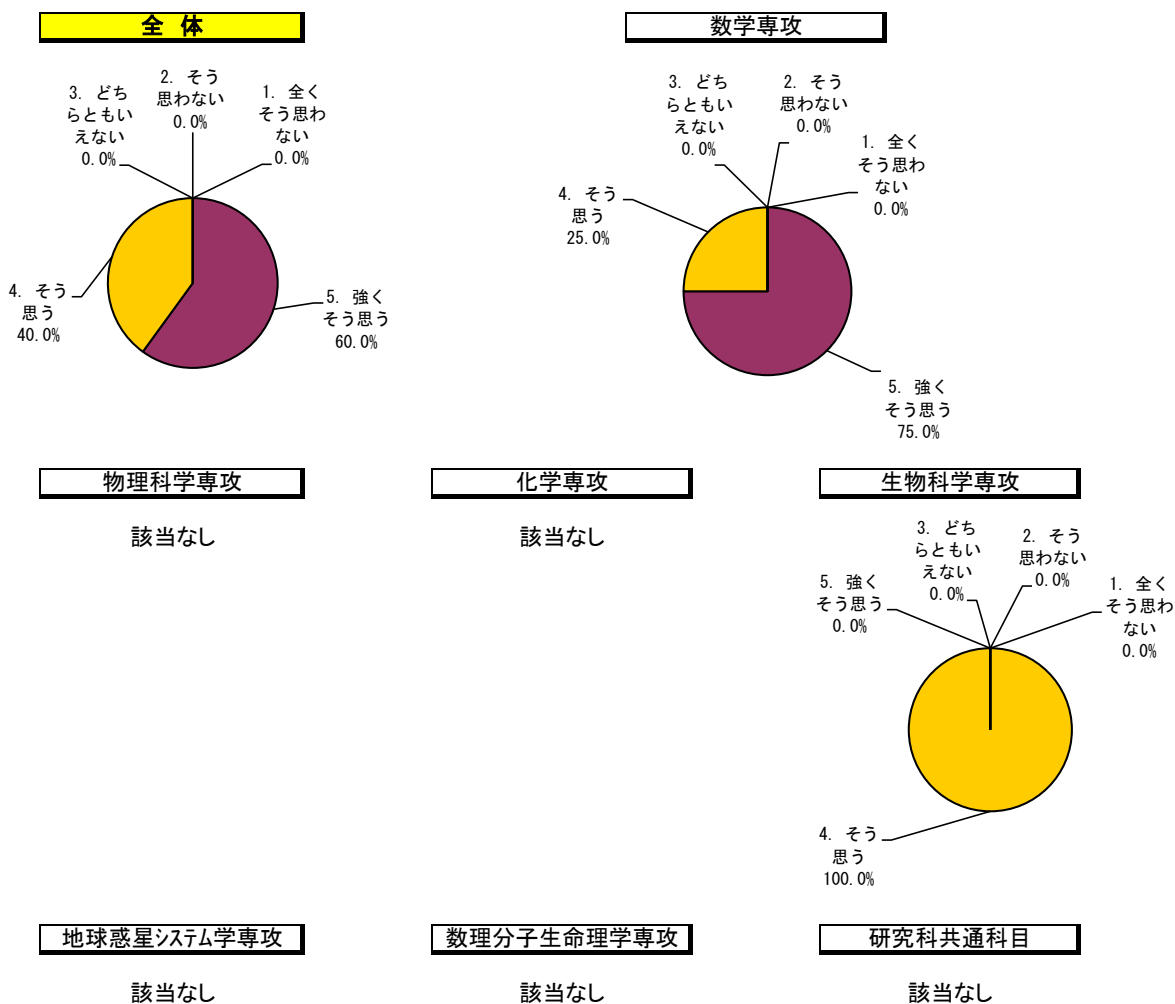 全 体
3. どち
らともい
えない
0.0%
2. そう
思わない
0.0%
1. 全く
そう思わ
ない
0.0%
4. そう
思う
40.0%
5. 強く
そう思う
60.0%
数学専攻
3. どち
らともい
えない
0.0%
2. そう
思わない
0.0%
1. 全く
そう思わ
ない
0.0%
4. そう
思う
25.0%
5. 強く
そう思う
75.0%
物理科学専攻
該当なし
化学専攻
該当なし
生物科学専攻
5. 強く
そう思う
0.0%
3. どち
らともい
えない
0.0%
2. そう
思わない
0.0%
1. 全く
そう思わ
ない
0.0%
4. そう
思う
100.0%
地球惑星システム学専攻
該当なし
数理分子生命理学専攻
該当なし
研究科共通科目
該当なし